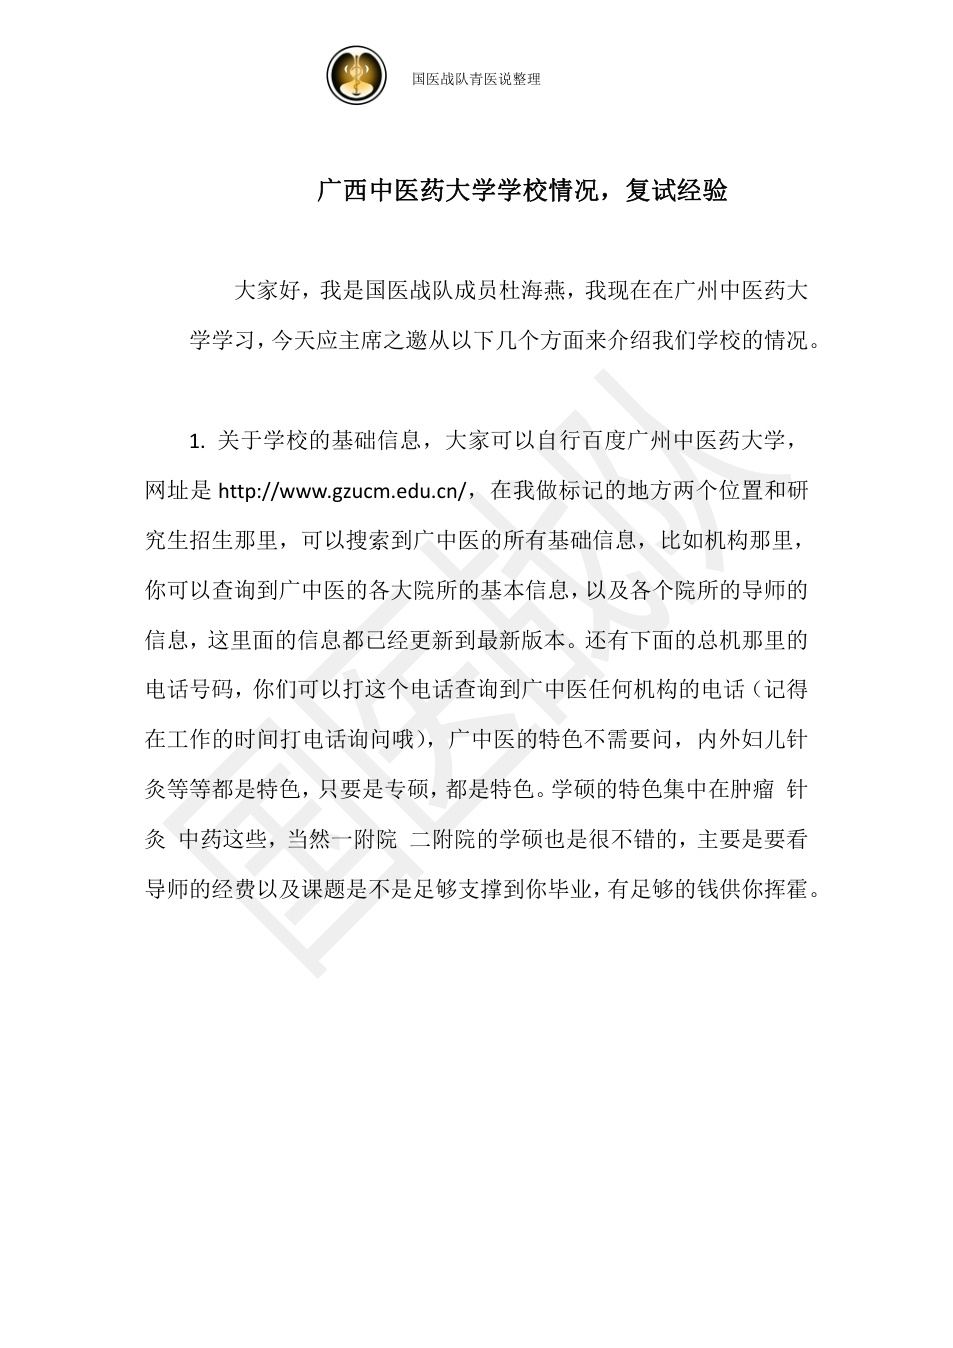 国医战队青医说整理
广西中医药大学学校情况，复试经验
大家好，我是国医战队成员杜海燕，我现在在广州中医药大
学学习，今天应主席之邀从以下几个方面来介绍我们学校的情况。
1. 关于学校的基础信息，大家可以自行百度广州中医药大学，
网址是 http://www.gzucm.edu.cn/，在我做标记的地方两个位置和研
究生招生那里，可以搜索到广中医的所有基础信息，比如机构那里，
你可以查询到广中医的各大院所的基本信息，以及各个院所的导师的
信息，这里面的信息都已经更新到最新版本。还有下面的总机那里的
电话号码，你们可以打这个电话查询到广中医任何机构的电话（记得
在工作的时间打电话询问哦），广中医的特色不需要问，内外妇儿针
灸等等都是特色，只要是专硕，都是特色。学硕的特色集中在肿瘤 针
灸 中药这些，当然一附院 二附院的学硕也是很不错的，主要是要看
导师的经费以及课题是不是足够支撑到你毕业，有足够的钱供你挥霍。
国医战队